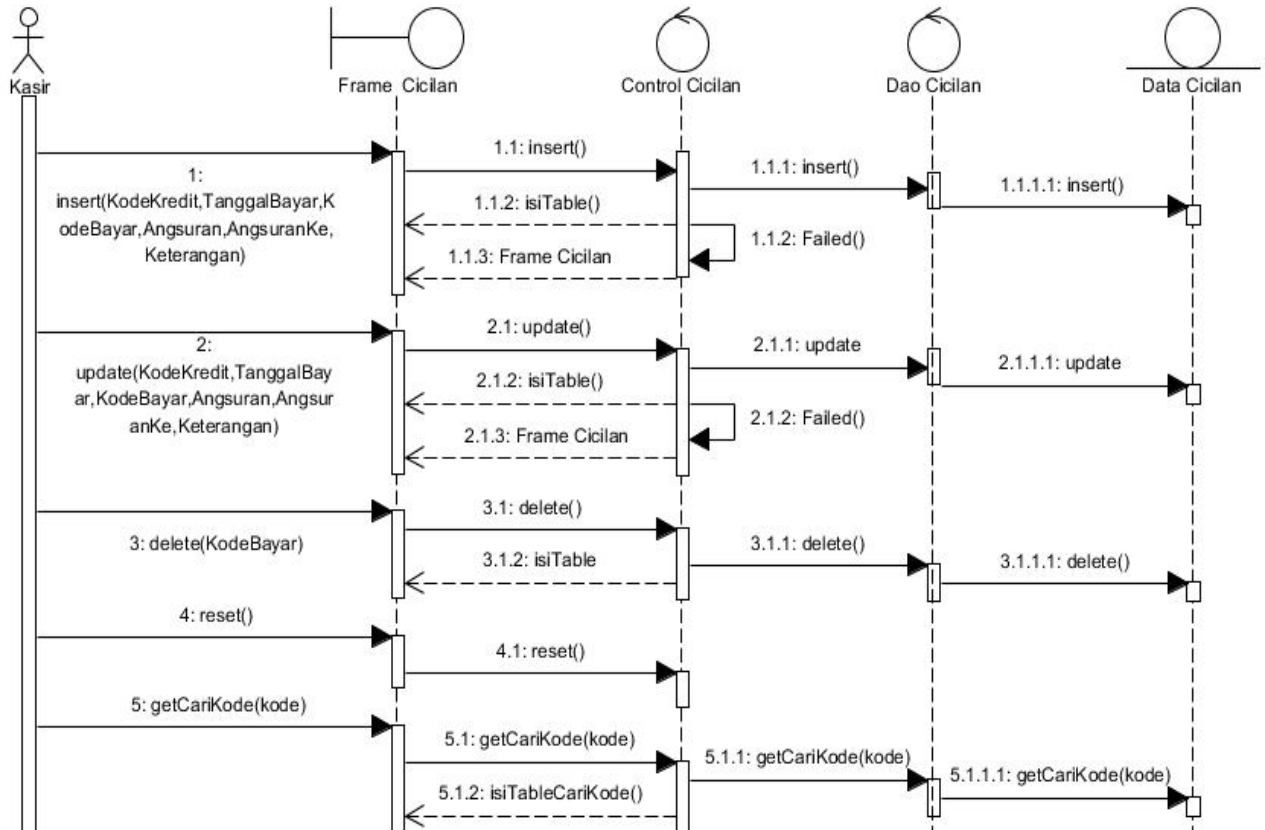 Kasir
Frame Cicilan
Control Cicilan
Dao Cicilan
Data Cicilan
1:
insert(KodeKredit,TanggalBayar,K
odeBayar,Angsuran,AngsuranKe,
Keterangan)
1.1: insert()
1.1.1: insert()
1.1.1.1: insert()
1.1.2: isiTable()
1.1.2: Failed()
1.1.3: Frame Cicilan
2:
update(KodeKredit,TanggalBay
ar,KodeBayar,Angsuran,Angsur
anKe,Keterangan)
2.1: update()
2.1.1: update
2.1.1.1: update
2.1.2: isiTable()
2.1.2: Failed()
2.1.3: Frame Cicilan
3: delete(KodeBayar)
3.1: delete()
3.1.1: delete()
3.1.1.1: delete()
3.1.2: isiTable
4: reset()
4.1: reset()
5: getCariKode(kode)
5.1: getCariKode(kode)
5.1.1: getCariKode(kode)
5.1.1.1: getCariKode(kode)
5.1.2: isiTableCariKode()